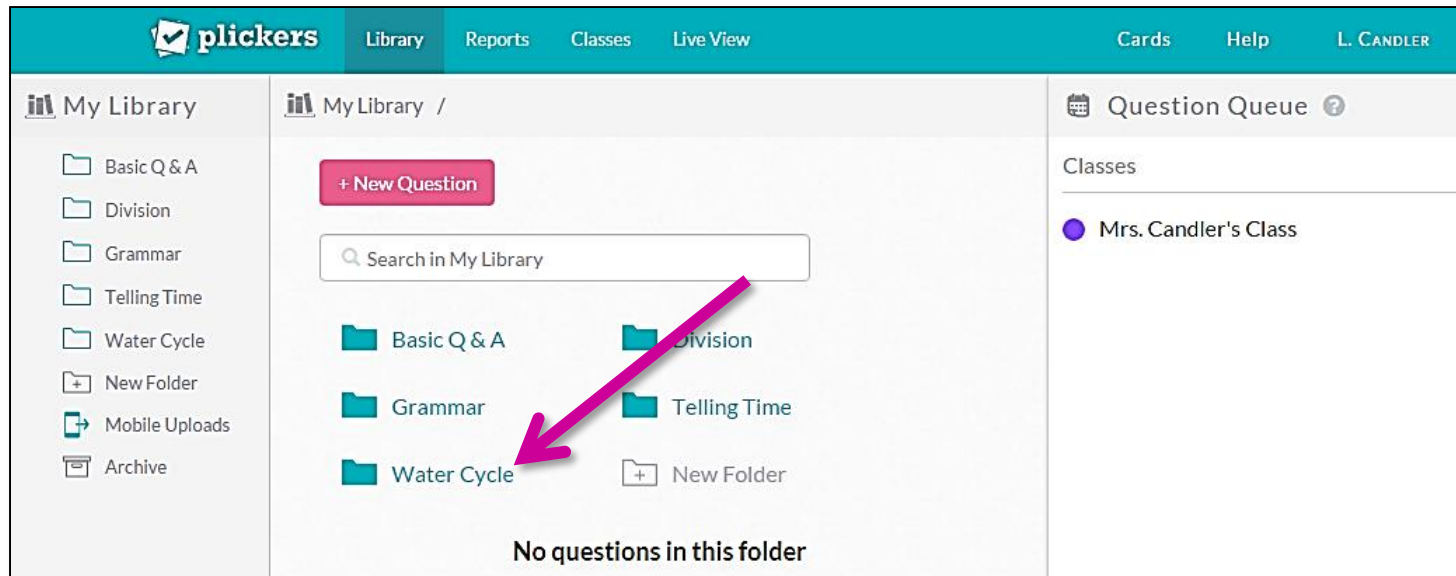 plickers Library Reports Classes Live View Cards Help L. CANDLER
My Library
Basic Q & A
Division
Grammar
Telling Time
Water Cycle
New Folder
Mobile Uploads
Archive
My Library /
+ New Question
Search in My Library
Basic Q & A Division
Grammar Telling Time
Water Cycle New Folder
No questions in this folder
Question Queue ?
Classes
Mrs. Candler's Class